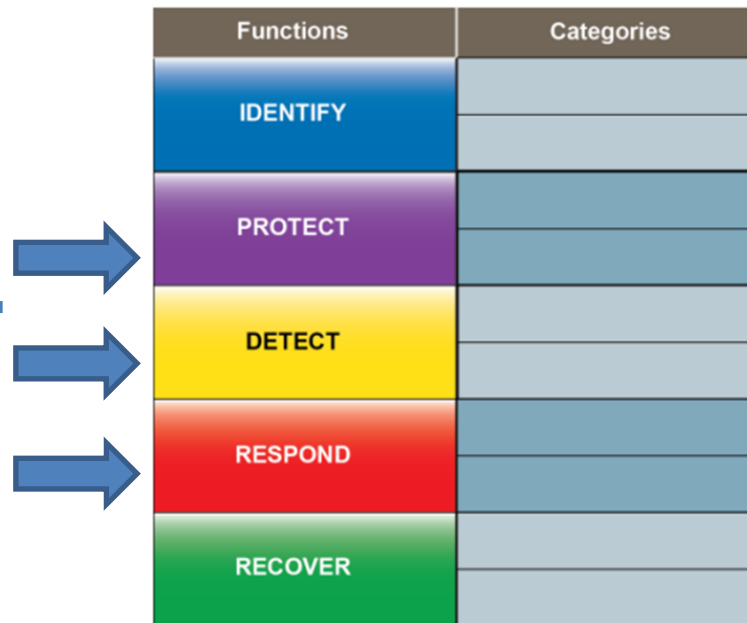 Functions
Categories
IDENTIFY
PROTECT
DETECT
RESPOND
RECOVER